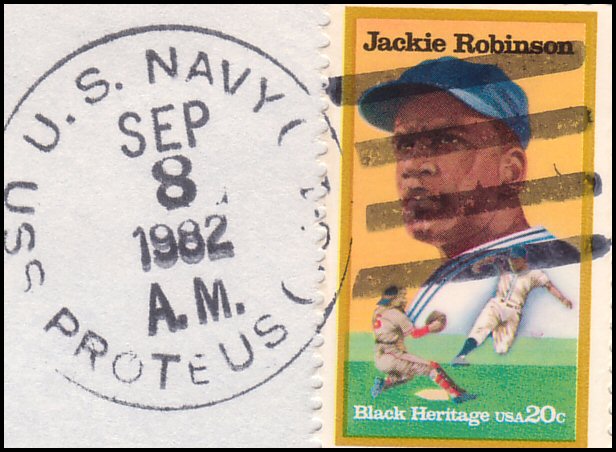 U.S. NAVY
SEP
8
1982
A.M.
USS PROTEUS
Jackie Robinson
Black Heritage USA 20c